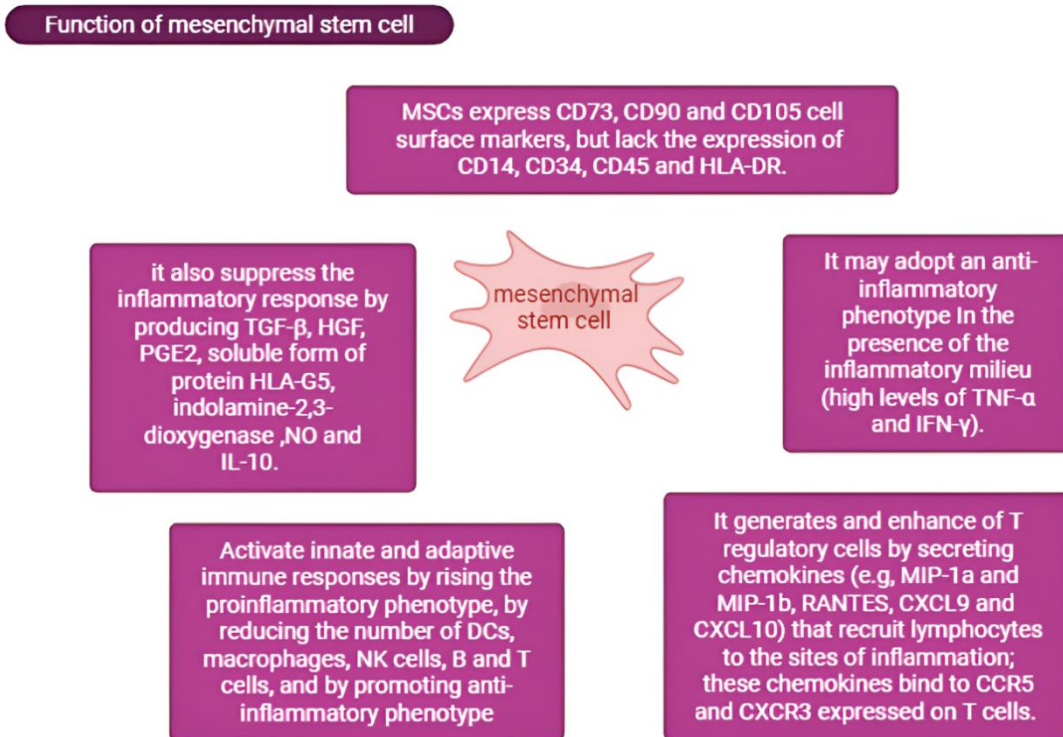 Function of mesenchymal stem cell
MSCs express CD73, CD90 and CD105 cell
surface markers, but lack the expression of
CD14, CD34, CD45 and HLA-DR.
it also suppress the
inflammatory response by
producing TGF-β, HGF,
PGE2, soluble form of
protein HLA-G5,
indolamine-2,3-
dioxygenase ,NO and
IL-10.
mesenchymal
stem cell
It may adopt an anti-
inflammatory
phenotype In the
presence of the
inflammatory milieu
(high levels of TNF-α
and IFN-γ).
Activate innate and adaptive
immune responses by rising the
proinflammatory phenotype, by
reducing the number of DCs,
macrophages, NK cells, B and T
cells, and by promoting anti-
inflammatory phenotype
It generates and enhance of T
regulatory cells by secreting
chemokines (e.g, MIP-1a and
MIP-1b, RANTES, CXCL9 and
CXCL10) that recruit lymphocytes
to the sites of inflammation;
these chemokines bind to CCR5
and CXCR3 expressed on T cells.